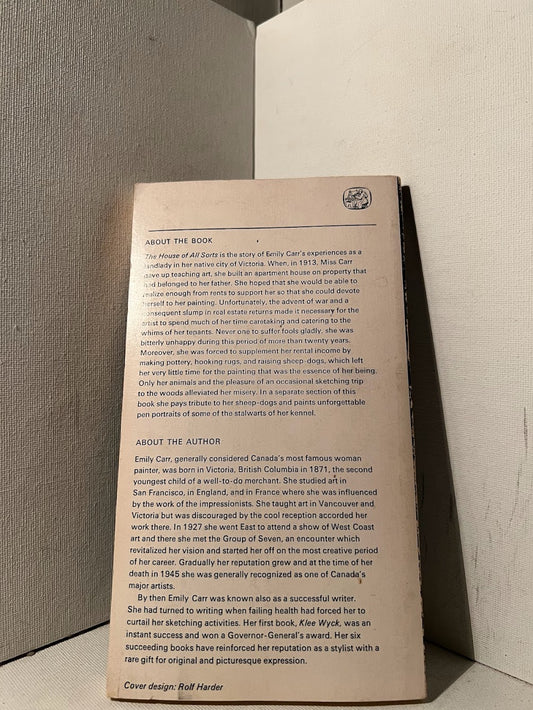 ABOUT THE BOOK
The House of All Sorts is the story of Emily Carr's experiences as a
landlady in her native city of Victoria. When, in 1913, Miss Carr
gave up teaching art, she built an apartment house on property that
had belonged to her father. She hoped that she would be able to
realize enough from rents to support her so that she could devote
herself to her painting. Unfortunately, the advent of war and a
consequent slump in real estate returns made it necessary for the
artist to spend much of her time caretaking and catering to the
whims of her tenants. Never one to suffer fools gladly, she was
bitterly unhappy during this period of more than twenty years.
Moreover, she was forced to supplement her rental income by
making pottery, hooking rugs, and raising sheep-dogs, which left
her very little time for the painting that was the essence of her being.
Only her animals and the pleasure of an occasional sketching trip
to the woods alleviated her misery. In a separate section of this
book she pays tribute to her sheep-dogs and paints unforgettable
pen portraits of some of the stalwarts of her kennel.
ABOUT THE AUTHOR
Emily Carr, generally considered Canada's most famous woman
painter, was born in Victoria, British Columbia in 1871, the second
youngest child of a well-to-do merchant. She studied art in
San Francisco, in England, and in France where she was influenced
by the work of the impressionists. She taught art in Vancouver and
Victoria but was discouraged by the cool reception accorded her
work there. In 1927 she went East to attend a show of West Coast
art and there she met the Group of Seven, an encounter which
revitalized her vision and started her off on the most creative period
of her career. Gradually her reputation grew and at the time of her
death in 1945 she was generally recognized as one of Canada's
major artists.
By then Emily Carr was known also as a successful writer.
She had turned to writing when failing health had forced her to
curtail her sketching activities. Her first book, Klee Wyck, was an
instant success and won a Governor-General's award. Her six
succeeding books have reinforced her reputation as a stylist with a
rare gift for original and picturesque expression.
Cover design: Rolf Harder